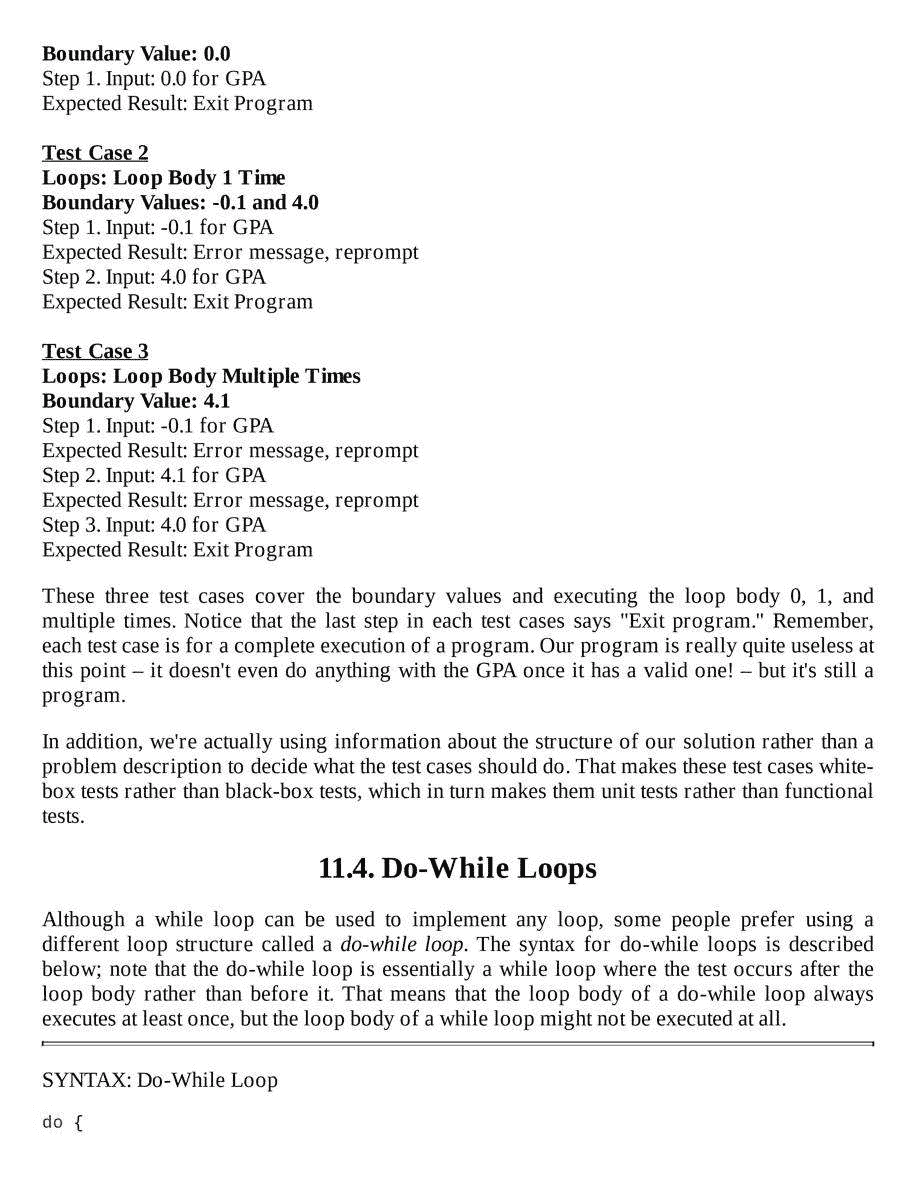 Boundary Value: 0.0
Step 1. Input: 0.0 for GPA
Expected Result: Exit Program
Test Case 2
Loops: Loop Body 1 Time
Boundary Values: -0.1 and 4.0
Step 1. Input: -0.1 for GPA
Expected Result: Error message, reprompt
Step 2. Input: 4.0 for GPA
Expected Result: Exit Program
Test Case 3
Loops: Loop Body Multiple Times
Boundary Value: 4.1
Step 1. Input: -0.1 for GPA
Expected Result: Error message, reprompt
Step 2. Input: 4.1 for GPA
Expected Result: Error message, reprompt
Step 3. Input: 4.0 for GPA
Expected Result: Exit Program
These three test cases cover the boundary values and executing the loop body 0, 1, and
multiple times. Notice that the last step in each test cases says "Exit program." Remember,
each test case is for a complete execution of a program. Our program is really quite useless at
this point – it doesn't even do anything with the GPA once it has a valid one! – but it's still a
program.
In addition, we're actually using information about the structure of our solution rather than a
problem description to decide what the test cases should do. That makes these test cases white-
box tests rather than black-box tests, which in turn makes them unit tests rather than functional
tests.
11.4. Do-While Loops
Although a while loop can be used to implement any loop, some people prefer using a
different loop structure called a do-while loop. The syntax for do-while loops is described
below; note that the do-while loop is essentially a while loop where the test occurs after the
loop body rather than before it. That means that the loop body of a do-while loop always
executes at least once, but the loop body of a while loop might not be executed at all.
SYNTAX: Do-While Loop
do {